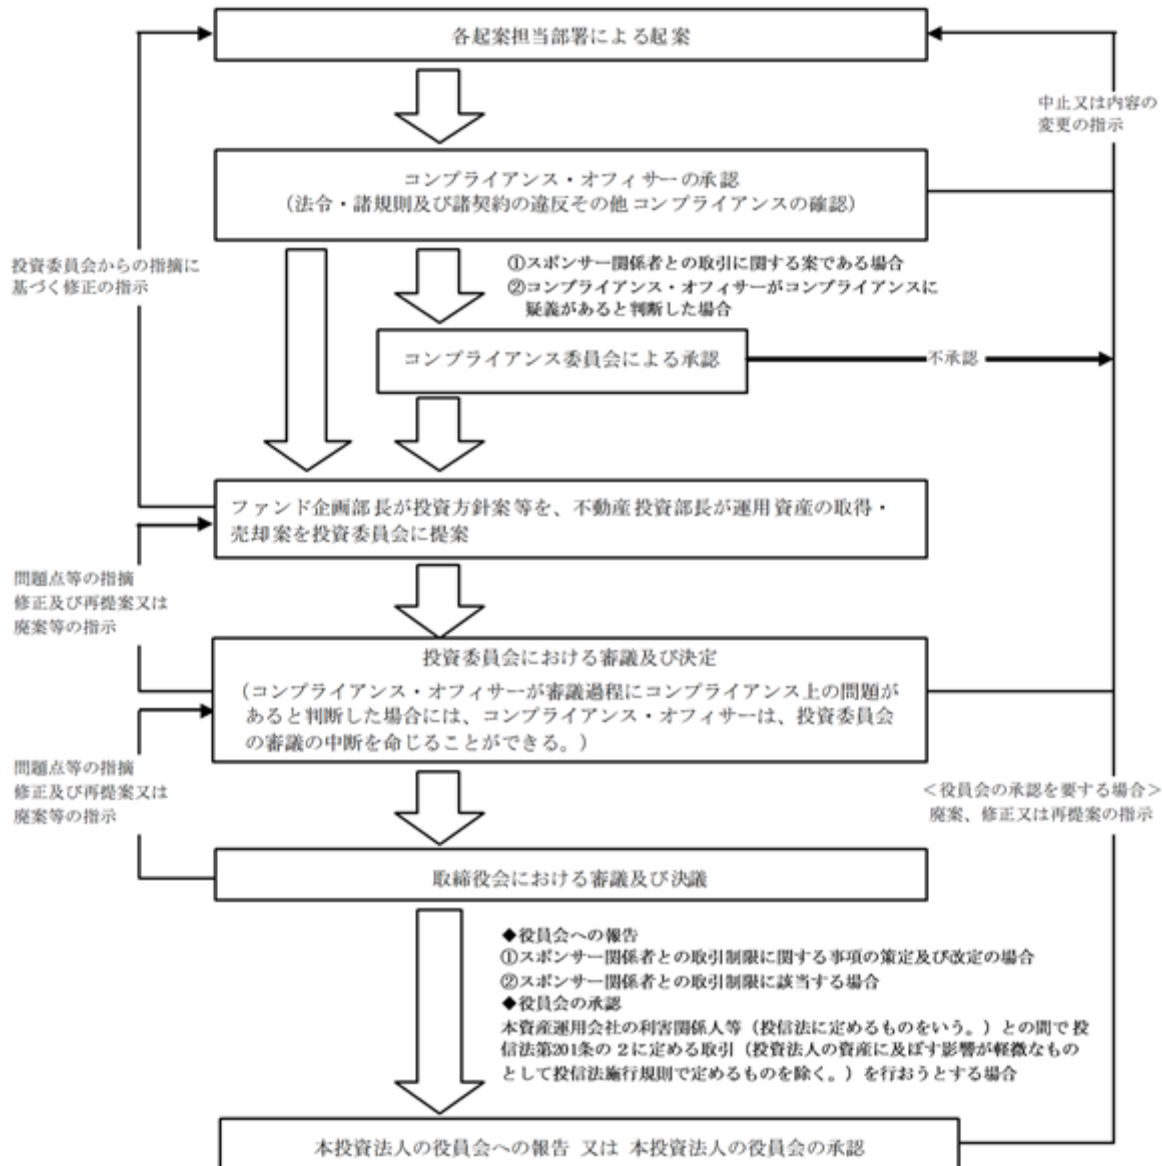 各起案担当部署による起案
中止又は内容の
変更の指示
コンプライアンス・オフィサーの承認
（法令・諸規則及び諸契約の違反その他コンプライアンスの確認）
投資委員会からの指摘に
基づく修正の指示
①スポンサー関係者との取引に関する案である場合
②コンプライアンス・オフィサーがコンプライアンスに
疑義があると判断した場合
コンプライアンス委員会による承認
不承認
ファンド企画部長が投資方針案等を、不動産投資部長が運用資産の取得・
売却案を投資委員会に提案
問題点等の指摘
修正及び再提案又は
廃案等の指示
投資委員会における審議及び決定
（コンプライアンス・オフィサーが審議過程にコンプライアンス上の問題が
あると判断した場合には、コンプライアンス・オフィサーは、投資委員会
の審議の中断を命じることができる。）
問題点等の指摘
修正及び再提案又は
廃案等の指示
＜役員会の承認を要する場合＞
廃案、修正又は再提案の指示
取締役会における審議及び決議
◆役員会への報告
①スポンサー関係者との取引制限に関する事項の策定及び改定の場合
②スポンサー関係者との取引制限に該当する場合
◆役員会の承認
本資産運用会社の利害関係人等（投信法に定めるものをいう。）との間で投
信法第201条の２に定める取引（投資法人の資産に及ぼす影響が軽微なもの
として投信法施行規則で定めるものを除く。）を行おうとする場合
本投資法人の役員会への報告 又は 本投資法人の役員会の承認